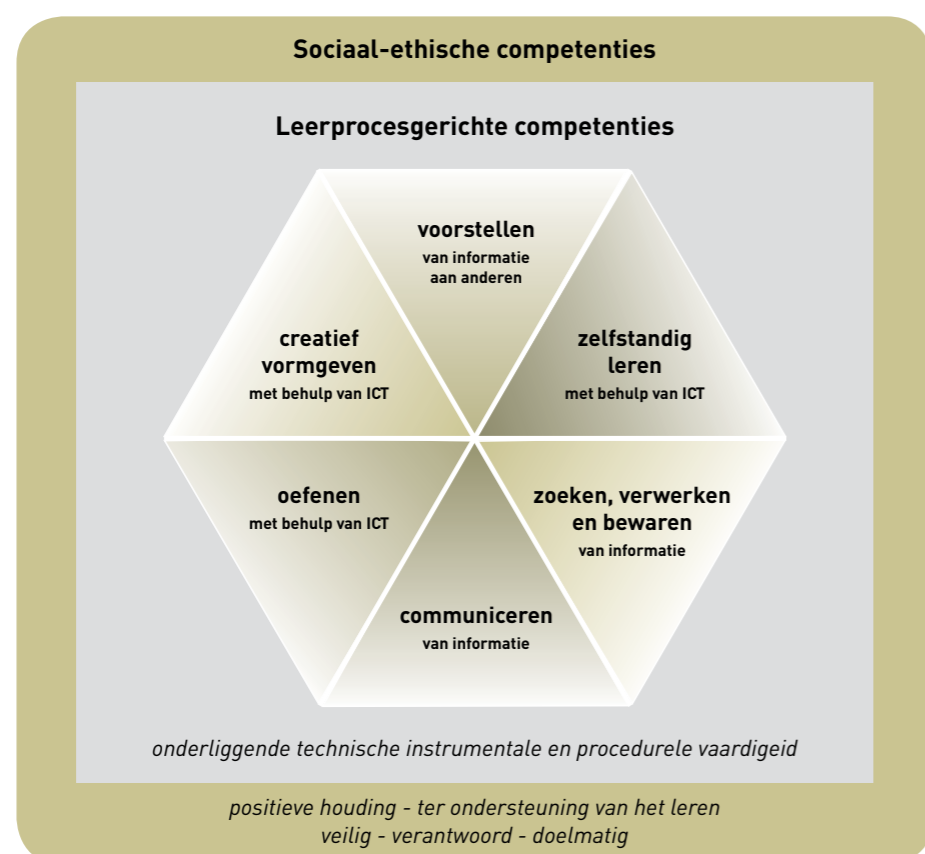 Sociaal-ethische competenties
Leerprocesgerichte competenties
voorstellen
van informatie
aan anderen
creatief
vormgeven
met behulp van ICT
zelfstandig
leren
met behulp van ICT
oefenen
met behulp van ICT
zoeken, verwerken
en bewaren
van informatie
communiceren
van informatie
onderliggende technische instrumentale en procedurele vaardigeid
positieve houding - ter ondersteuning van het leren
veilig - verantwoord - doelmatig